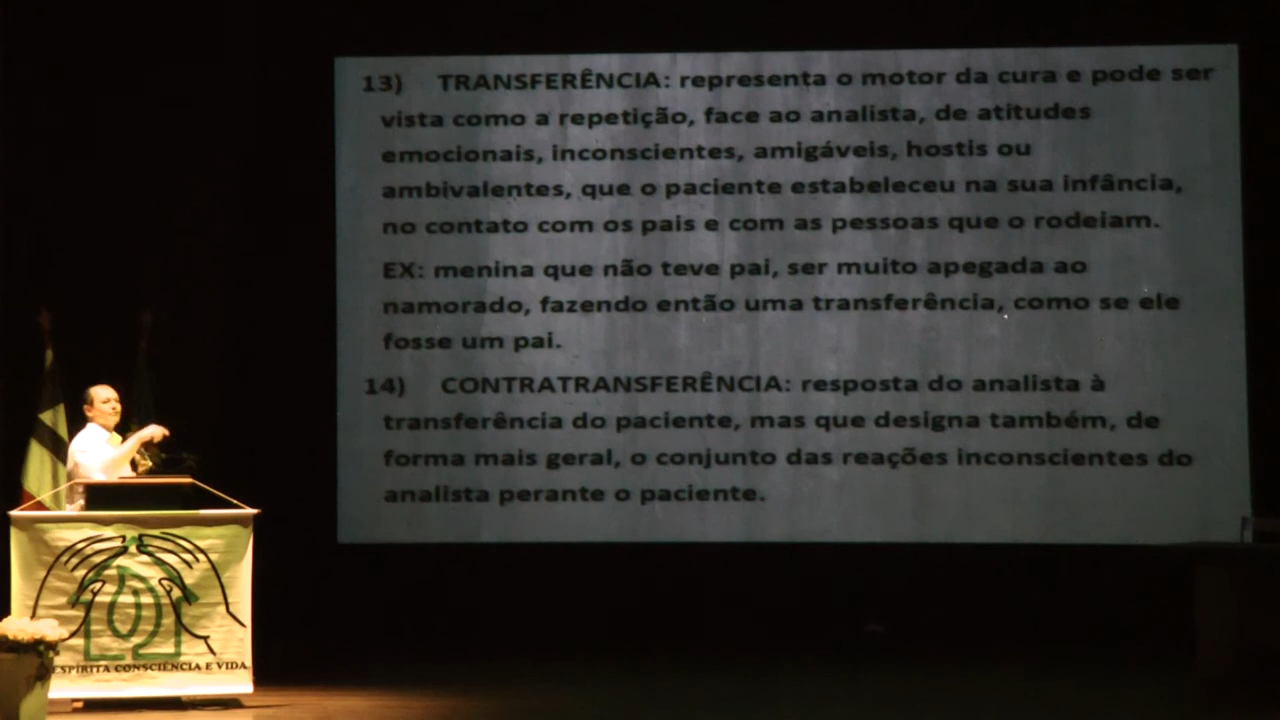 13) TRANSFERÊNCIA: representa o motor da cura e pode ser
vista como a repetição, face ao analista, de atitudes
emocionais, inconscientes, amigáveis, hostis ou
ambivalentes, que o paciente estabeleceu na sua infância,
no contato com os pais e com as pessoas que o rodeiam.
EX: menina que não teve pai, ser muito apegada ao
namorado, fazendo então uma transferência, como se ele
fosse um pai.
14) CONTRATRANSFERÊNCIA: resposta do analista à
transferência do paciente, mas que designa também, de
forma mais geral, o conjunto das reações inconscientes do
analista perante o paciente.
ESPÍRITA CONSCIÊNCIA E VIDA